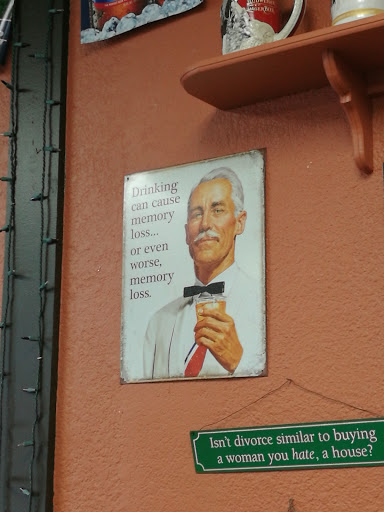 Drinking
can cause
memory
loss...
or even
worse,
memory
loss.
Isn't divorce similar to buying
a woman you hate, a house?